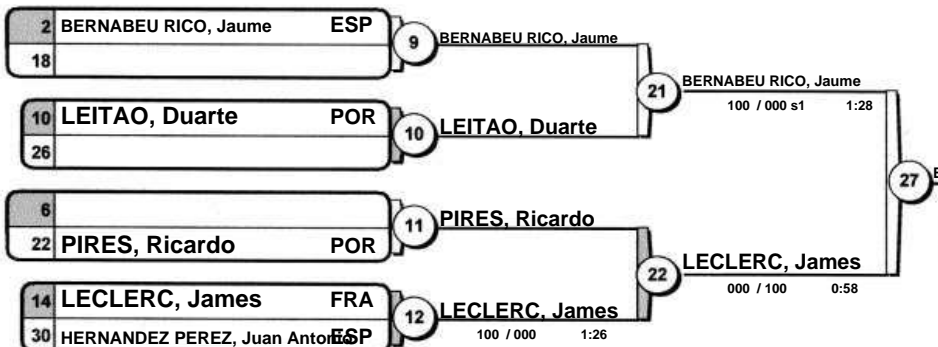 2 BERNABEU RICO, Jaume ESP
18
9 BERNABEU RICO, Jaume
21 BERNABEU RICO, Jaume
100 / 000 s1 1:28
10 LEITAO, Duarte POR
26
10 LEITAO, Duarte
27
6
22 PIRES, Ricardo POR
11 PIRES, Ricardo
22 LECLERC, James
000 / 100 0:58
14 LECLERC, James FRA
30 HERNANDEZ PEREZ, Juan Antonio ESP
12 LECLERC, James
100 / 000 1:26